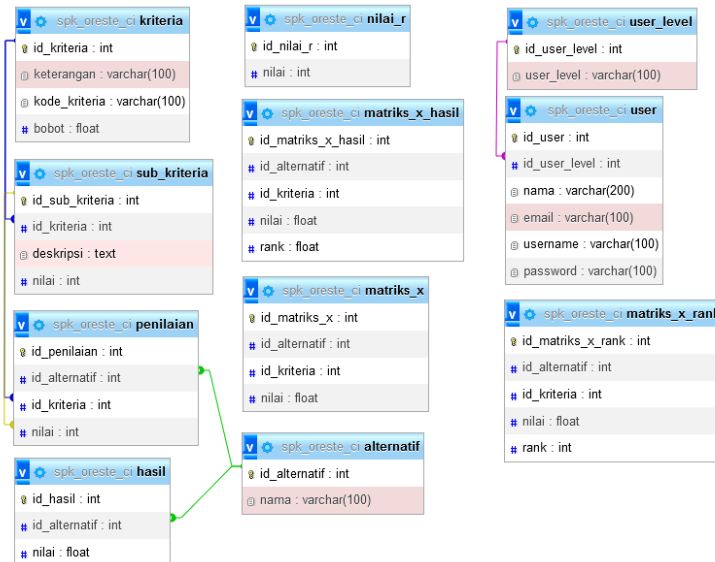 spk_oreste_ci kriteria
id_kriteria : int
keterangan : varchar(100)
kode_kriteria : varchar(100)
bobot : float
spk_oreste_ci sub_kriteria
id_sub_kriteria : int
id_kriteria : int
deskripsi : text
nilai : int
spk_oreste_ci penilaian
id_penilaian : int
id_alternatif : int
id_kriteria : int
nilai : int
spk_oreste_ci hasil
id_hasil : int
id_alternatif : int
nilai : float
spk_oreste_ci nilai_r
id_nilai_r : int
nilai : int
spk_oreste_ci matriks_x_hasil
id_matriks_x_hasil : int
id_alternatif : int
id_kriteria : int
nilai : float
rank : float
spk_oreste_ci matriks_x
id_matriks_x : int
id_alternatif : int
id_kriteria : int
nilai : float
spk_oreste_ci alternatif
id_alternatif : int
nama : varchar(100)
spk_oreste_ci user_level
id_user_level : int
user_level : varchar(100)
spk_oreste_ci user
id_user : int
id_user_level : int
nama : varchar(200)
email : varchar(100)
username : varchar(100)
password : varchar(100)
spk_oreste_ci matriks_x_rank
id_matriks_x_rank : int
id_alternatif : int
id_kriteria : int
nilai : float
rank : int